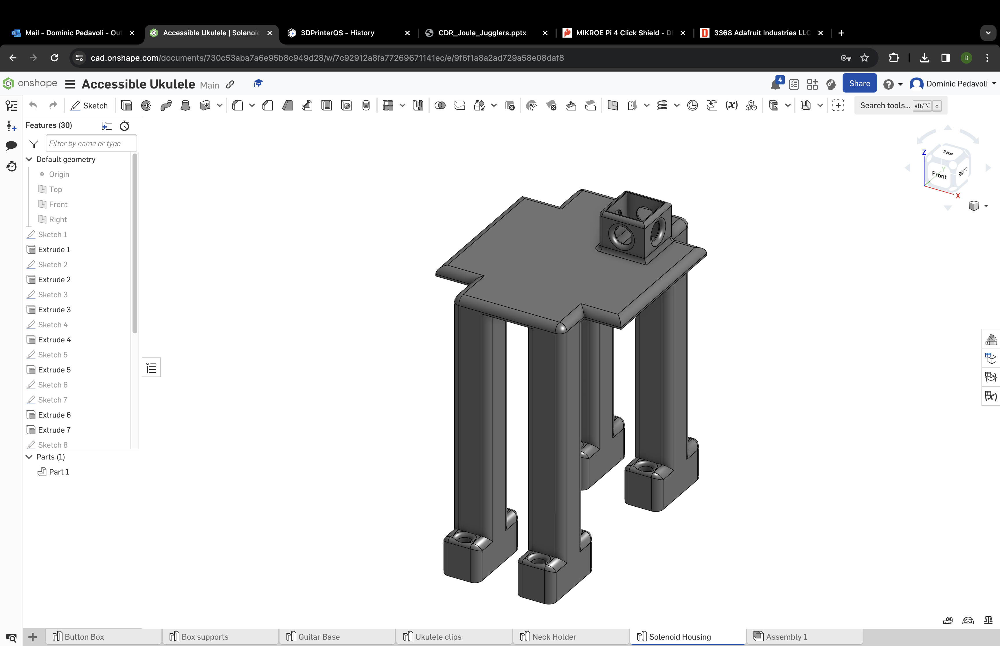 Mail - Dominic Pedavoli - Out
Accessible Ukulele | Solenoid
3DPrinterOS - History
CDR_Joule_Jugglers.pptx
MIKROE Pi 4 Click Shield - D
3368 Adafruit Industries LLC
cad.onshape.com/documents/730c53aba7a6e95b8c949d28/w/7c92912a8fa77269671141ec/e/9f6f1a8a2ad729a58e08daf8
D
onshape
Accessible Ukulele Main
4
Share
Dominic Pedavoli
Sketch
(x)
Search tools... alt/⌥ c
Features (30)
Filter by name or type
Default geometry
Origin
Top
Front
Right
Sketch 1
Extrude 1
Sketch 2
Extrude 2
Sketch 3
Extrude 3
Sketch 4
Extrude 4
Sketch 5
Extrude 5
Sketch 6
Sketch 7
Extrude 6
Extrude 7
Sketch 8
Parts (1)
Part 1
Z
Top
Y
Front
Right
X
(x)
Button Box
Box supports
Guitar Base
Ukulele clips
Neck Holder
Solenoid Housing
Assembly 1